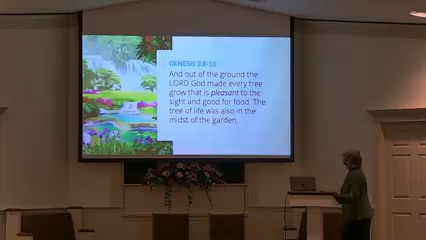 GENESIS 2:8-10
And out of the ground the
LORD God made every tree
grow that is pleasant to the
sight and good for food. The
tree of life was also in the
midst of the garden,